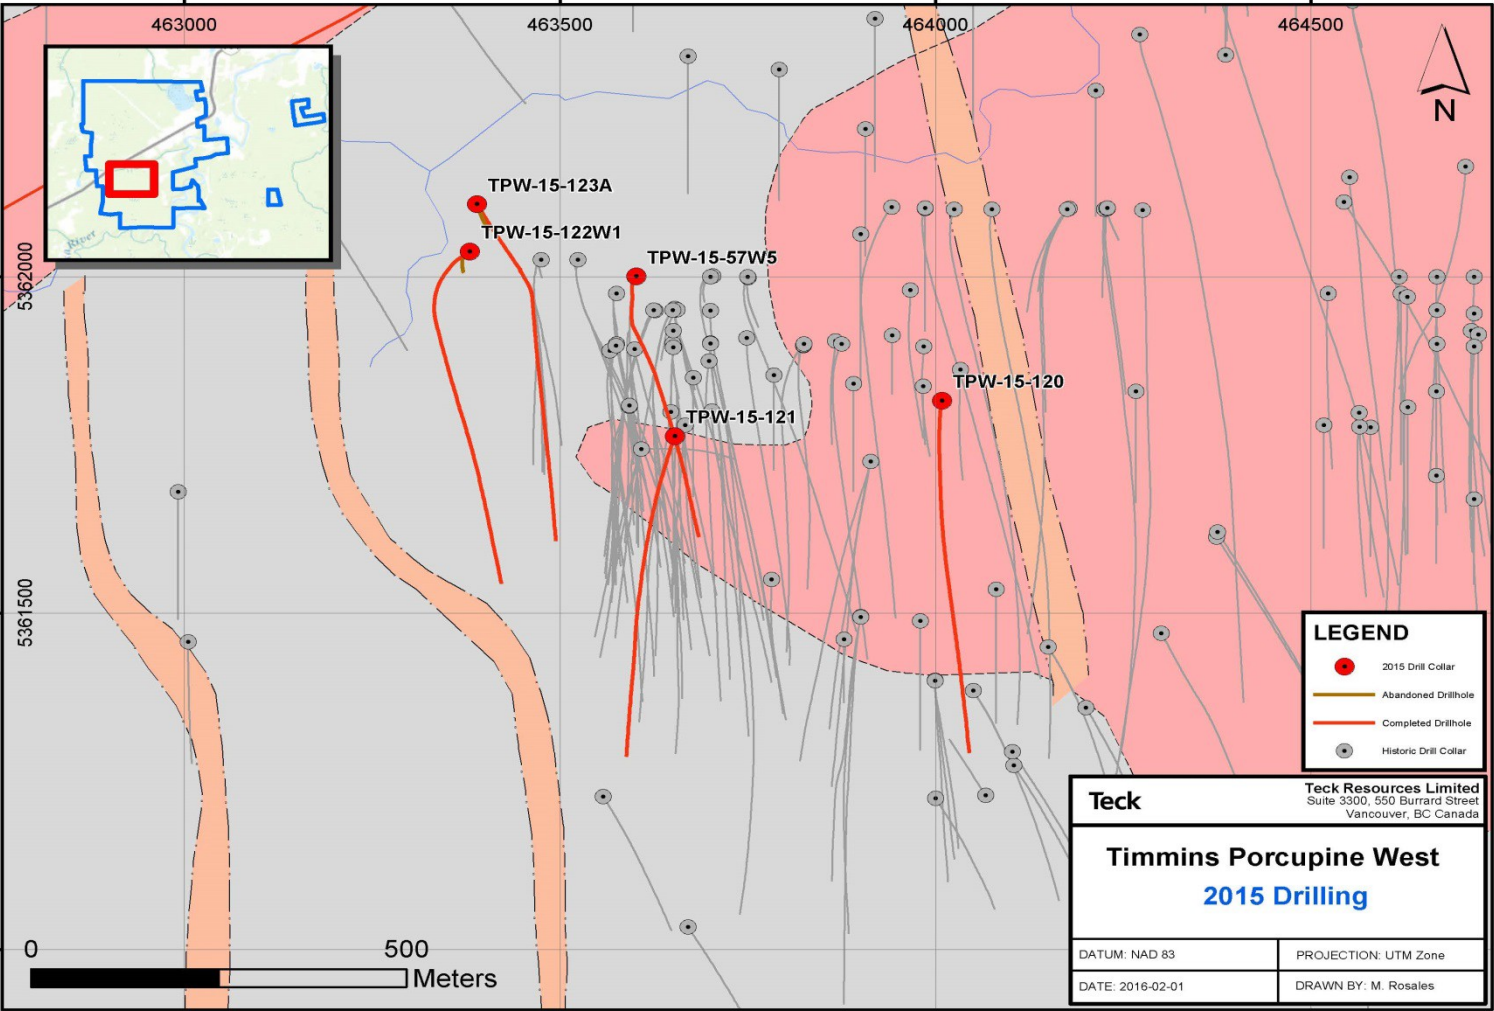 463000
463500
464000
464500
N
River
TPW-15-123A
TPW-15-122W1
TPW-15-57W5
5362000
TPW-15-120
TPW-15-121
5361500
LEGEND
2015 Drill Collar
Abandoned Drillhole
Completed Drillhole
Historic Drill Collar
Teck
Teck Resources Limited
Suite 3300, 550 Burrard Street
Vancouver, BC Canada
Timmins Porcupine West
2015 Drilling
0
500
Meters
DATUM: NAD 83
PROJECTION: UTM Zone
DATE: 2016-02-01
DRAWN BY: M. Rosales